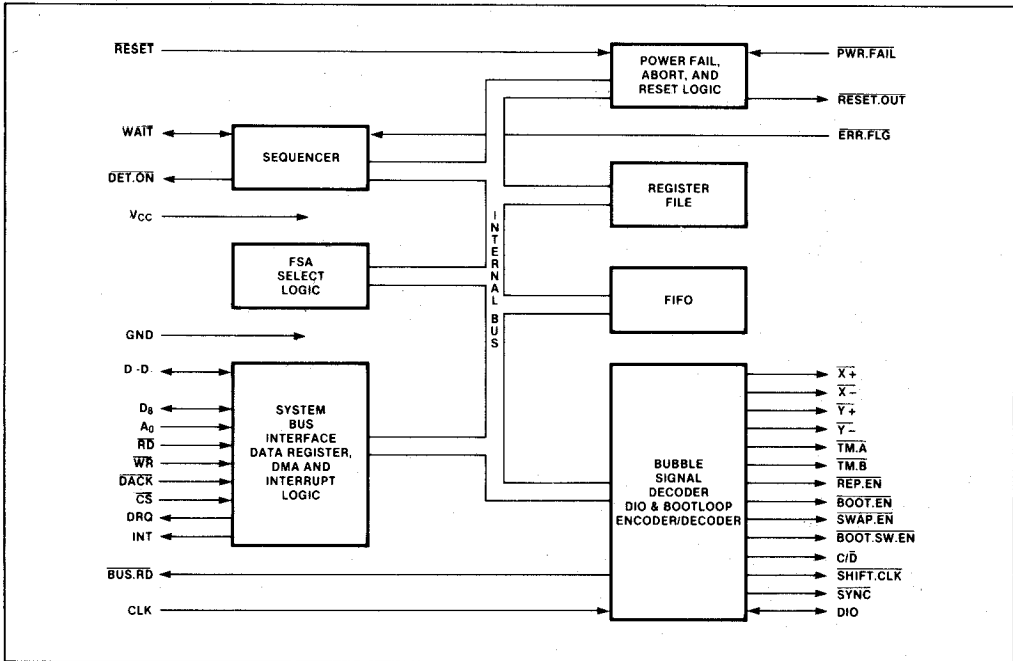 RESET
WAIT
DET.ON
VCC
GND
D -D
D8
A0
RD
WR
DACK
CS
DRQ
INT
BUS.RD
CLK
SEQUENCER
FSA
SELECT
LOGIC
SYSTEM
BUS
INTERFACE
DATA REGISTER,
DMA AND
INTERRUPT
LOGIC
INTERNAL BUS
POWER FAIL,
ABORT, AND
RESET LOGIC
REGISTER
FILE
FIFO
BUBBLE
SIGNAL
DECODER
DIO & BOOTLOOP
ENCODER/DECODER
PWR.FAIL
RESET.OUT
ERR.FLG
X+
X-
Y+
Y-
TM.A
TM.B
REP.EN
BOOT.EN
SWAP.EN
BOOT.SW.EN
C/D
SHIFT.CLK
SYNC
DIO